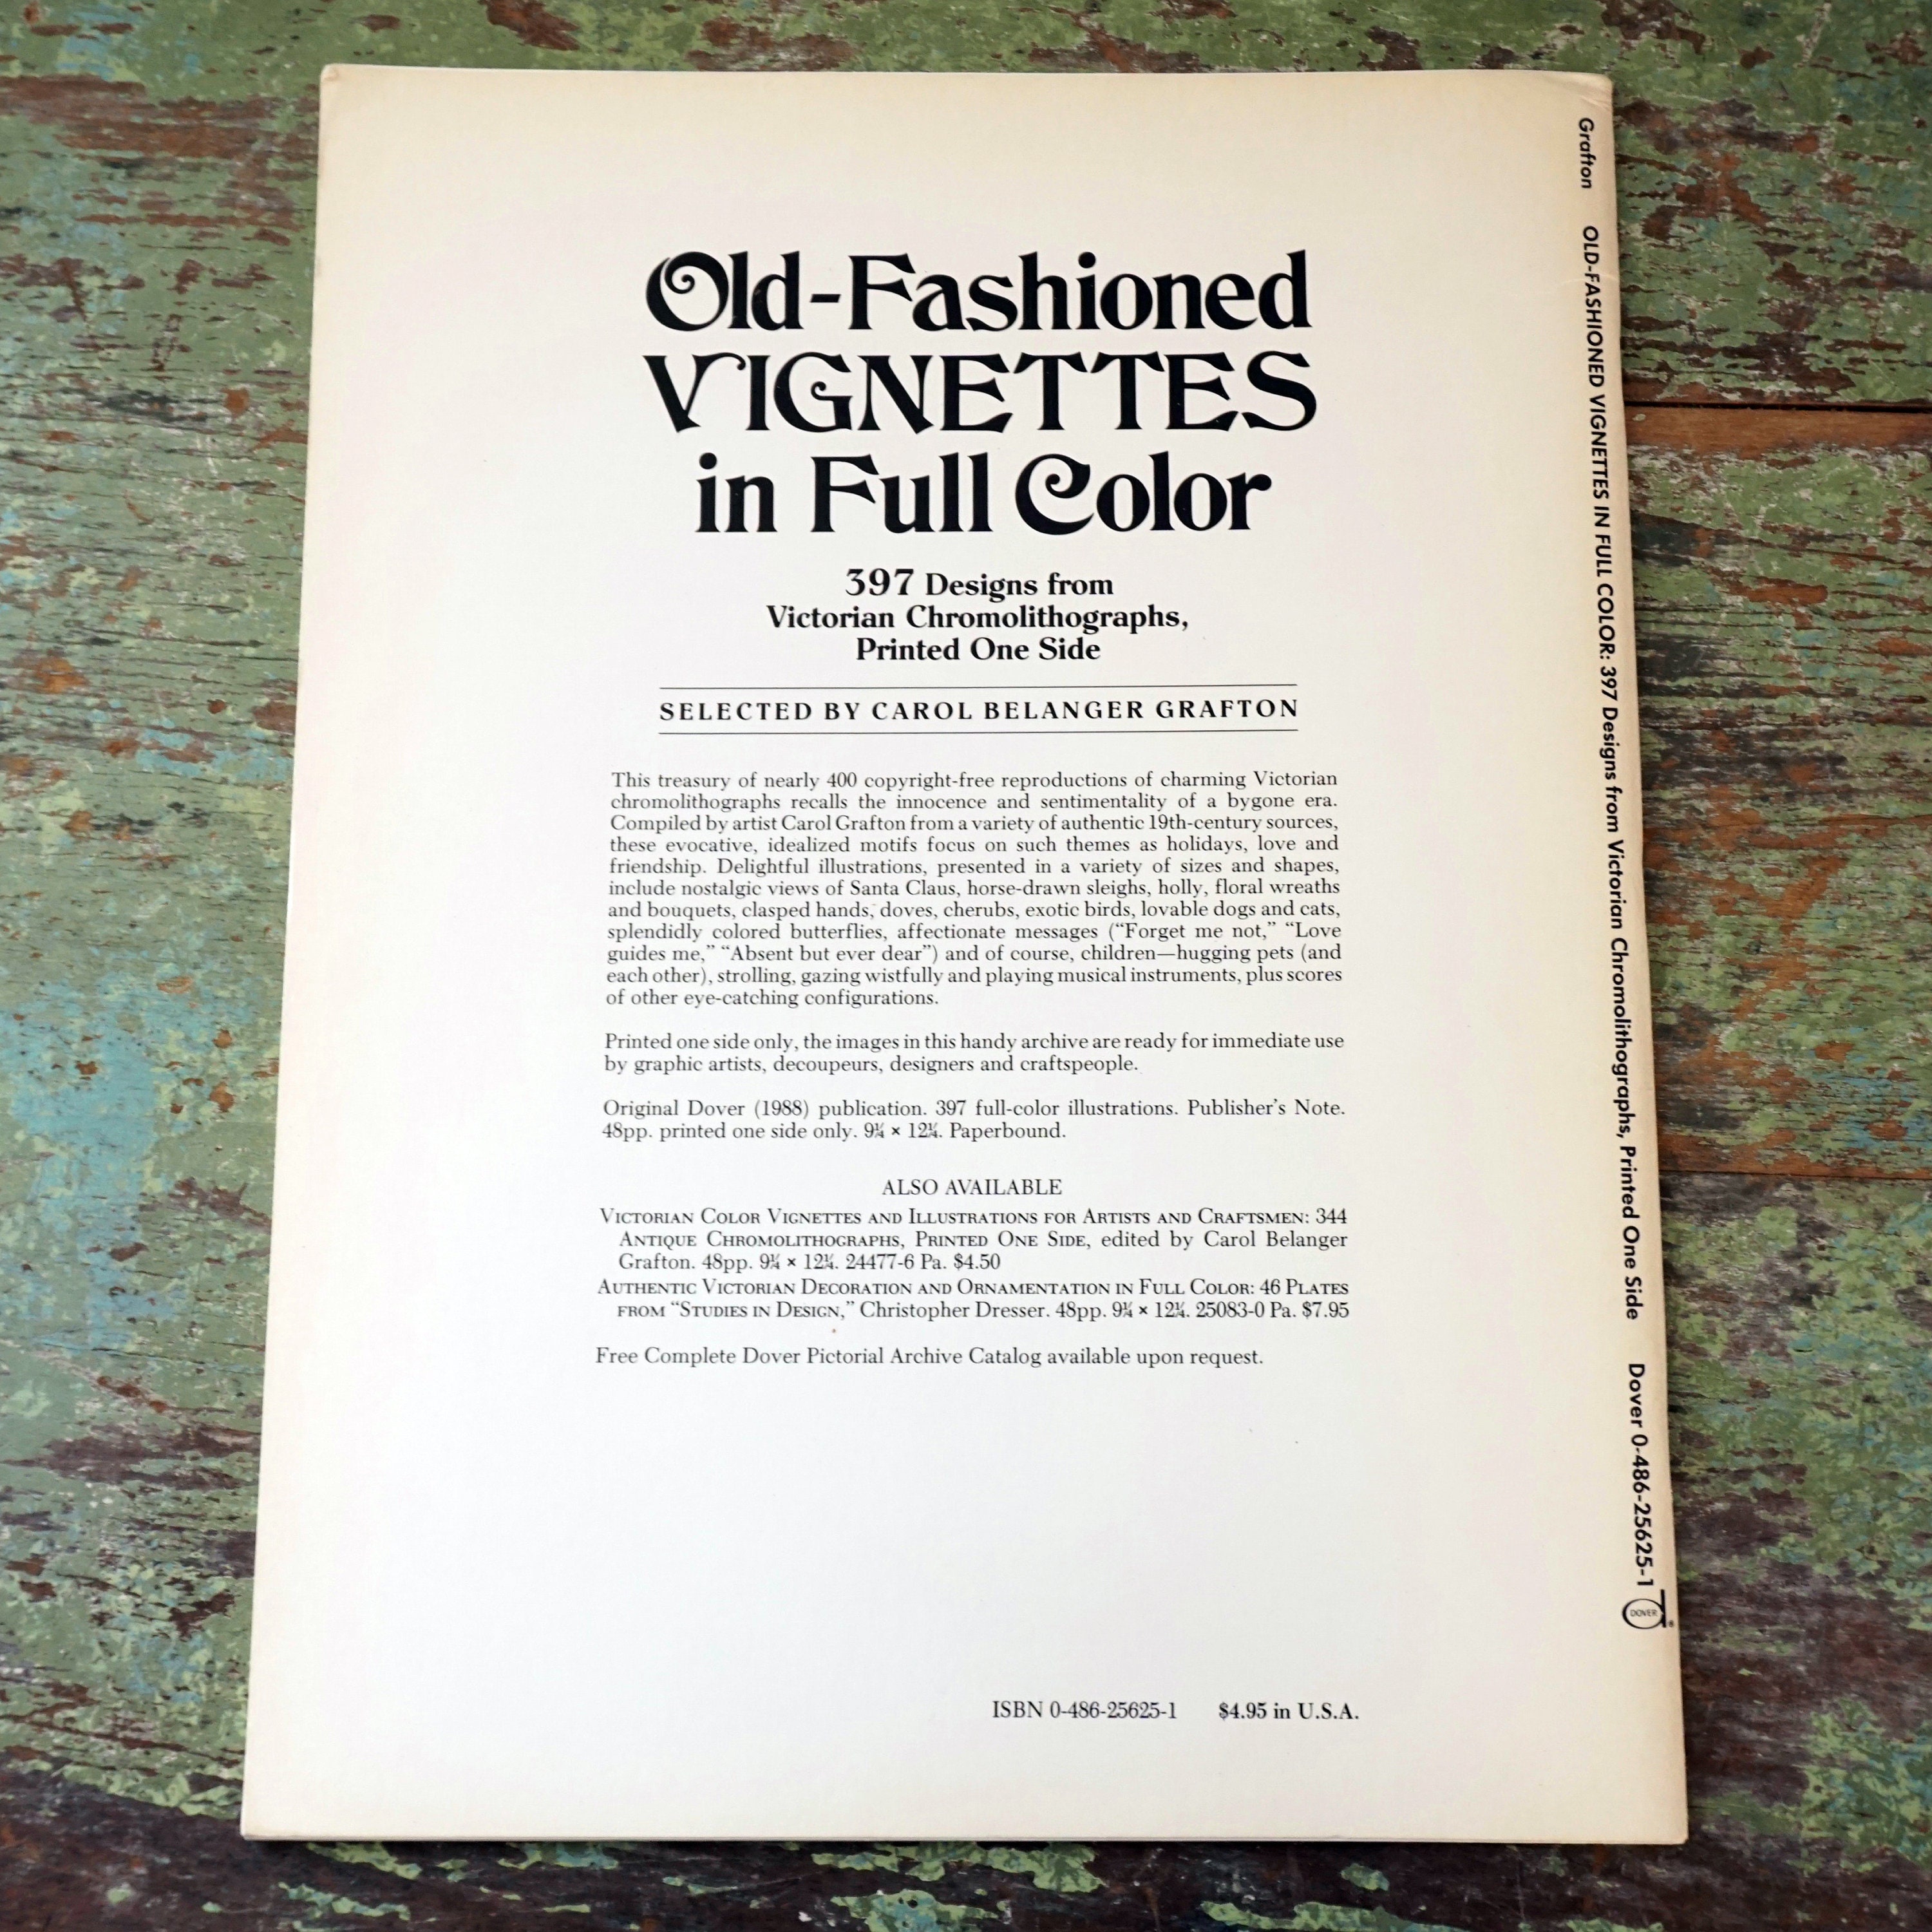 Old-Fashioned
VIGNETTES
in Full Color
397 Designs from
Victorian Chromolithographs,
Printed One Side
SELECTED BY CAROL BELANGER GRAFTON
This treasury of nearly 400 copyright-free reproductions of charming Victorian
chromolithographs recalls the innocence and sentimentality of a bygone era.
Compiled by artist Carol Grafton from a variety of authentic 19th-century sources,
these evocative, idealized motifs focus on such themes as holidays, love and
friendship. Delightful illustrations, presented in a variety of sizes and shapes,
include nostalgic views of Santa Claus, horse-drawn sleighs, holly, floral wreaths
and bouquets, clasped hands, doves, cherubs, exotic birds, lovable dogs and cats,
splendidly colored butterflies, affectionate messages (“Forget me not,” “Love
guides me,” “Absent but ever dear”) and of course, children—hugging pets (and
each other), strolling, gazing wistfully and playing musical instruments, plus scores
of other eye-catching configurations.
Printed one side only, the images in this handy archive are ready for immediate use
by graphic artists, decoupeurs, designers and craftspeople.
Original Dover (1988) publication. 397 full-color illustrations. Publisher’s Note.
48pp. printed one side only. 9¼ × 12¼. Paperbound.
ALSO AVAILABLE
VICTORIAN COLOR VIGNETTES AND ILLUSTRATIONS FOR ARTISTS AND CRAFTSMEN: 344
ANTIQUE CHROMOLITHOGRAPHS, PRINTED ONE SIDE, edited by Carol Belanger
Grafton. 48pp. 9¼ × 12¼. 24477-6 Pa. $4.50
AUTHENTIC VICTORIAN DECORATION AND ORNAMENTATION IN FULL COLOR: 46 PLATES
FROM “STUDIES IN DESIGN,” Christopher Dresser. 48pp. 9¼ × 12¼. 25083-0 Pa. $7.95
Free Complete Dover Pictorial Archive Catalog available upon request.
ISBN 0-486-25625-1 $4.95 in U.S.A.
Grafton OLD-FASHIONED VIGNETTES IN FULL COLOR: 397 Designs from Victorian Chromolithographs, Printed One Side Dover 0-486-25625-1
DOVER